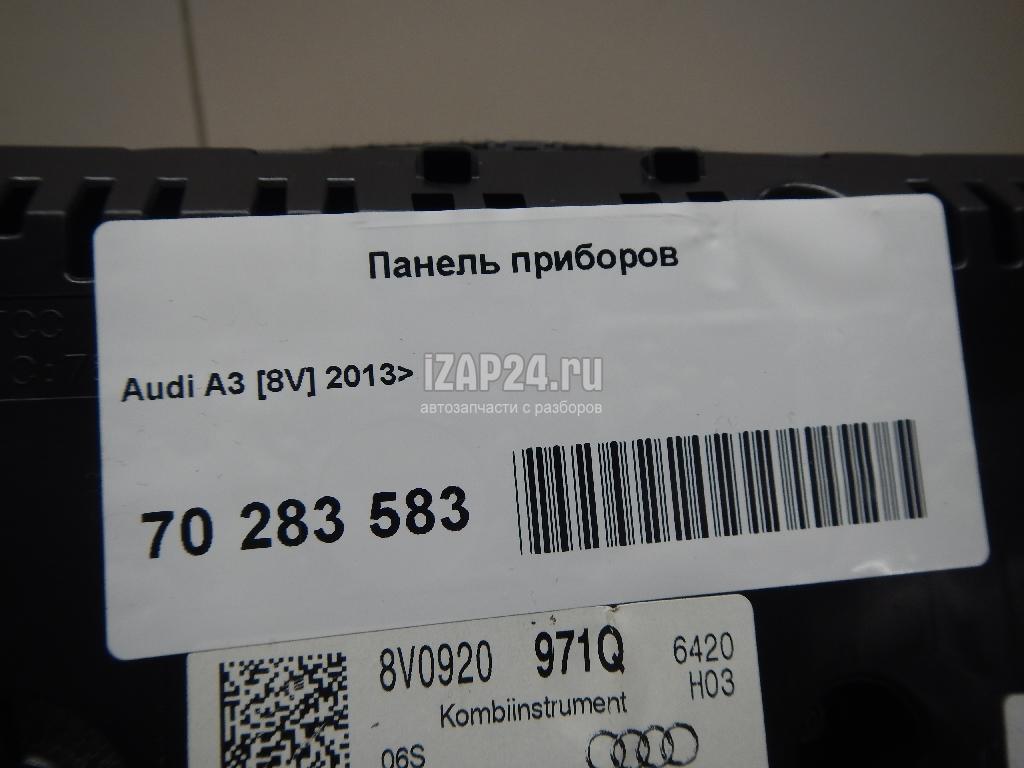 Панель приборов
Audi A3 [8V] 2013>
iZAP24.ru
автозапчасти с разборов
70 283 583
8V0920 971Q 6420
H03
Kombiinstrument
06S